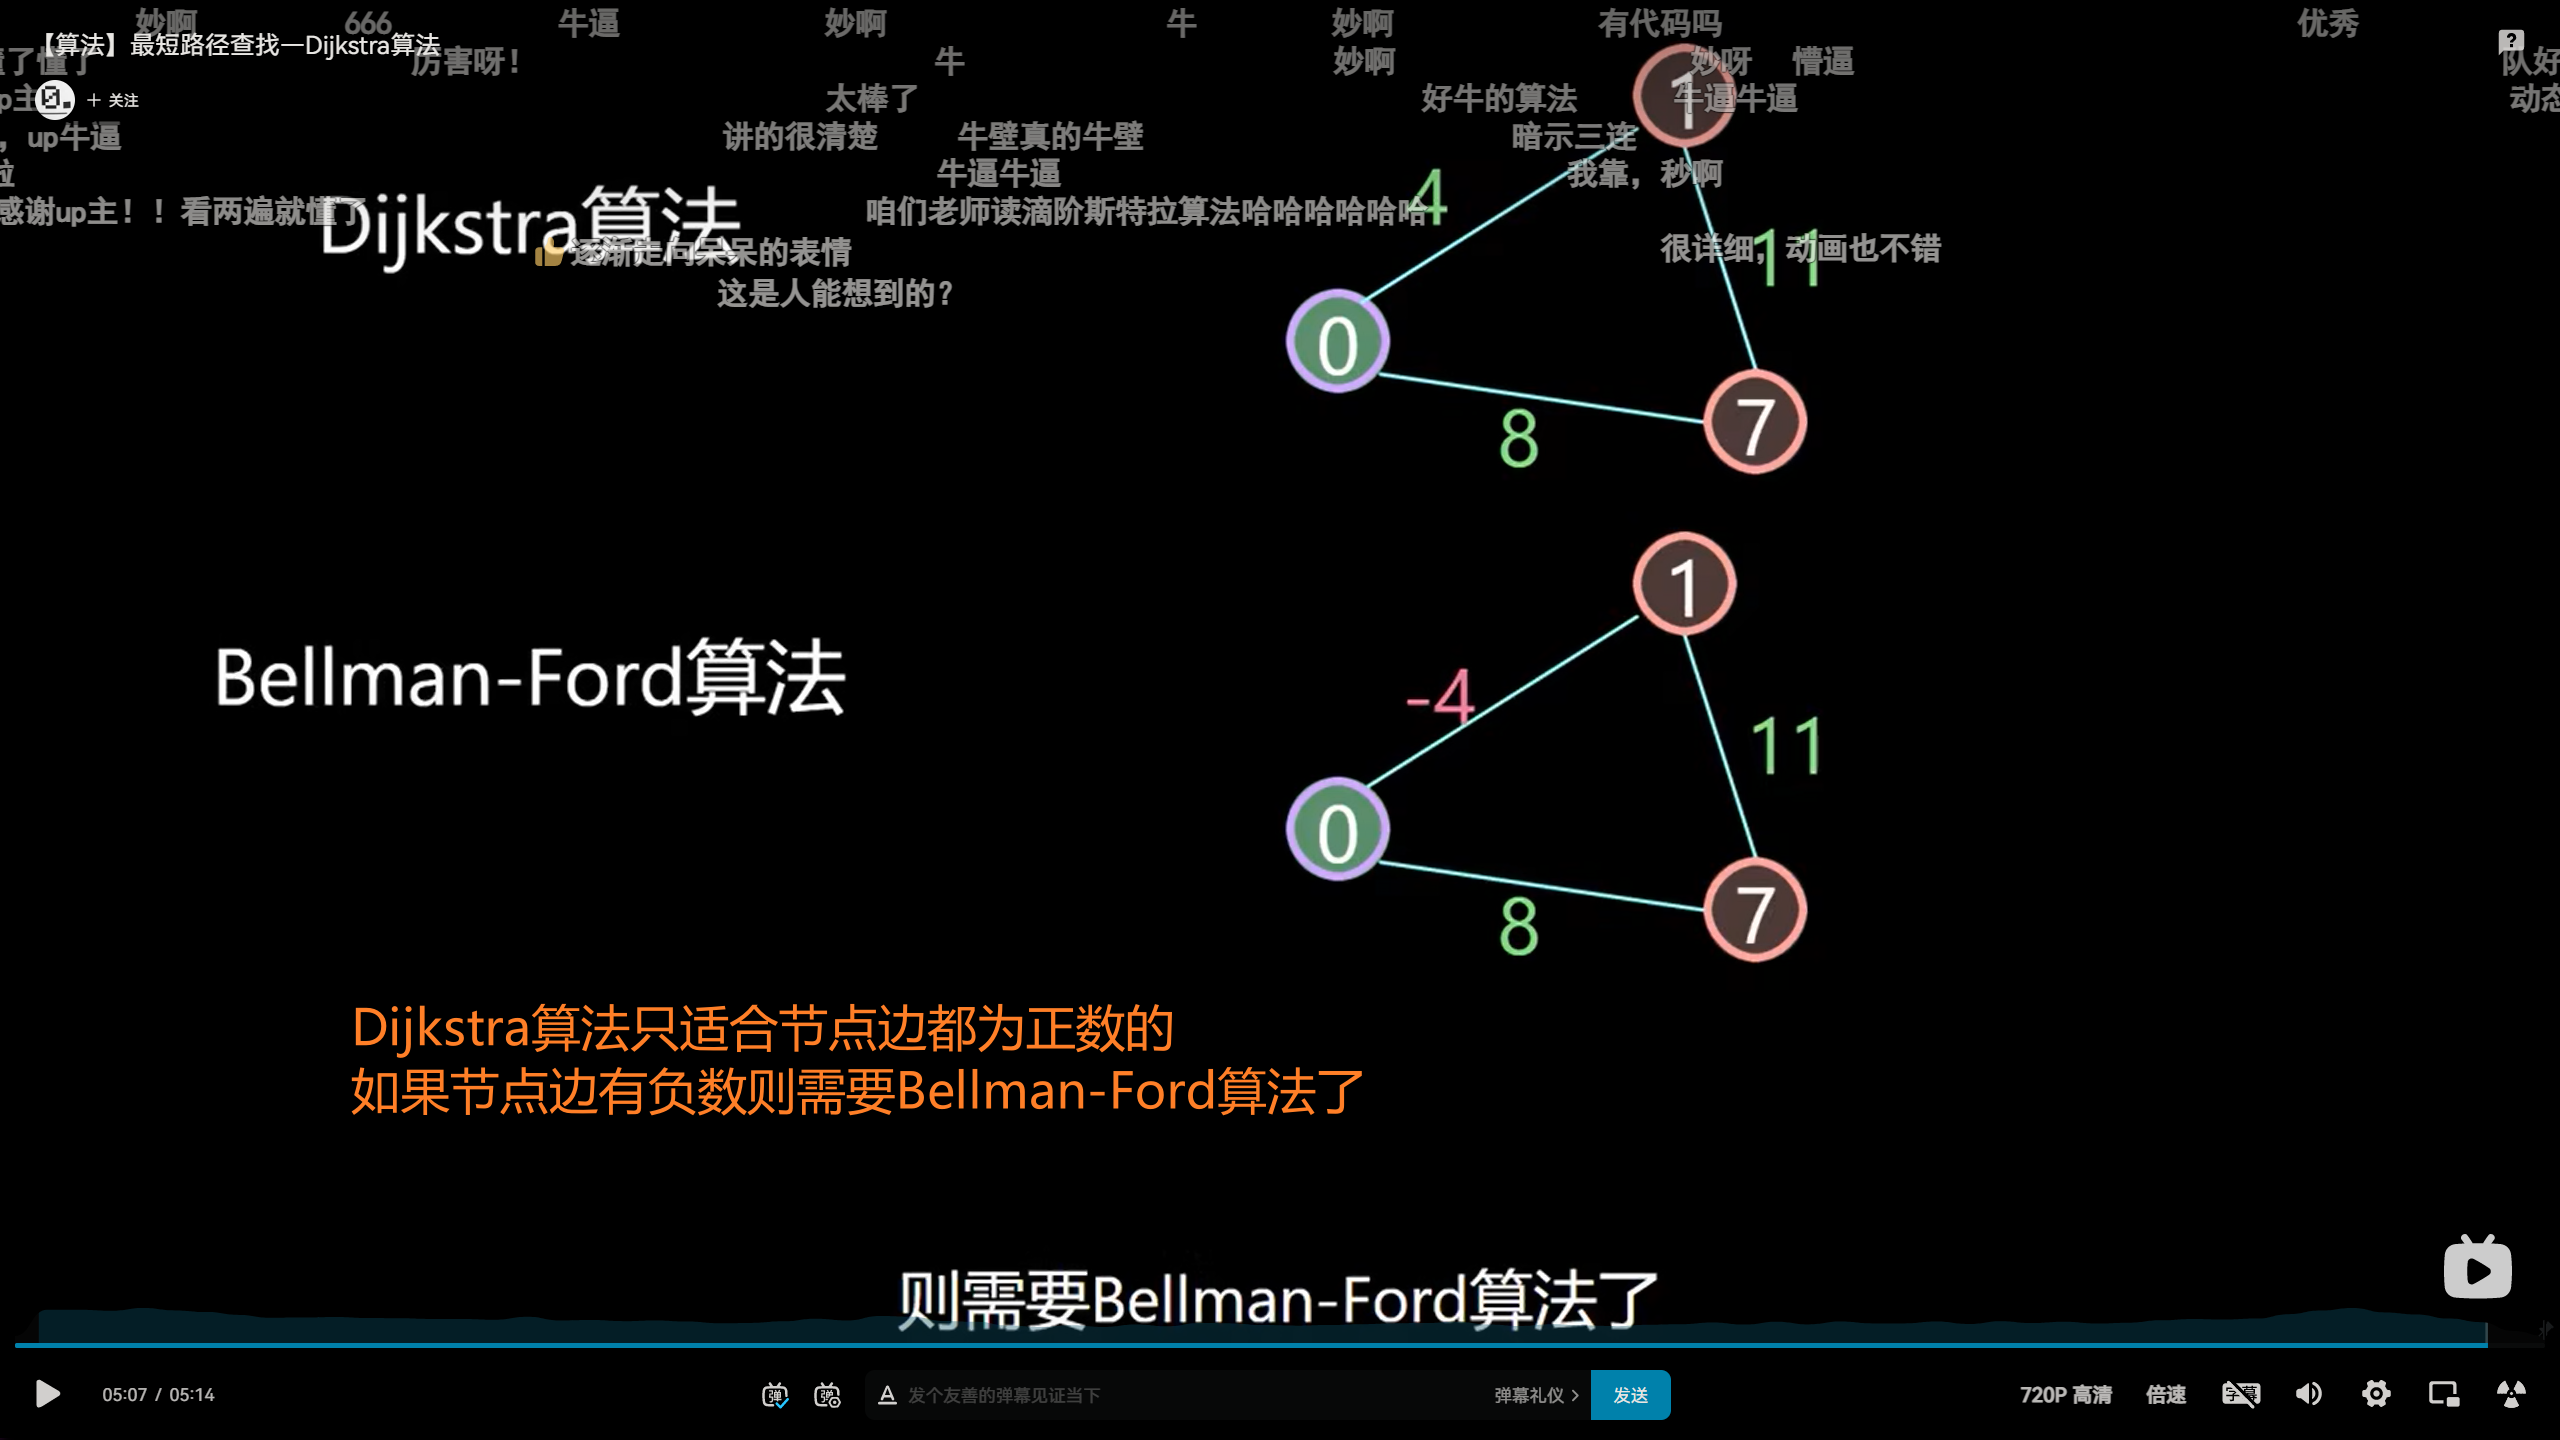 妙啊 666 牛逼 妙啊 牛 妙啊 有代码吗 优秀
【算法】最短路径查找—Dijkstra算法
懂了 厉害呀！ 牛 妙啊 妙呀 懵逼 队好
+ 关注 太棒了 好牛的算法 牛逼牛逼 动态
，up牛逼 讲的很清楚 牛壁真的牛壁 暗示三连
牛逼牛逼 我靠，秒啊
感谢up主！！看两遍就懂了 咱们老师读滴阶斯特拉算法哈哈哈哈哈哈
Dijkstra算法
逐渐走向呆呆的表情 很详细，动画也不错
这是人能想到的？
1
4
11
0
7
8
Bellman-Ford算法
1
-4
11
0
7
8
Dijkstra算法只适合节点边都为正数的
如果节点边有负数则需要Bellman-Ford算法了
则需要Bellman-Ford算法了
05:07 / 05:14 弹 弹 A 发个友善的弹幕见证当下 弹幕礼仪 > 发送 720P 高清 倍速 字幕